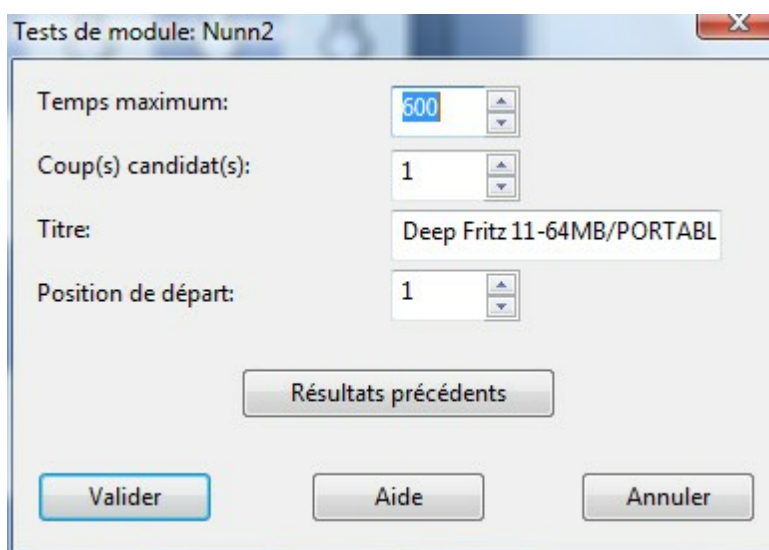 Tests de module: Nunn2
Temps maximum: 600
Coup(s) candidat(s): 1
Titre: Deep Fritz 11-64MB/PORTABL
Position de départ: 1
Résultats précédents
Valider Aide Annuler